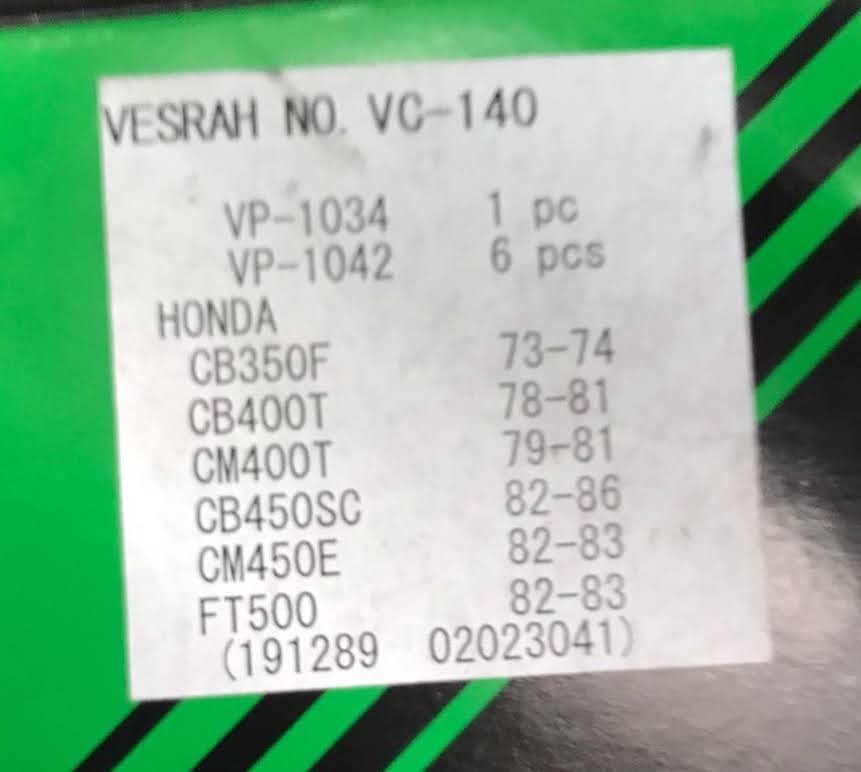 VESRAH NO. VC-140
VP-1034 1 pc
VP-1042 6 pcs
HONDA
CB350F 73-74
CB400T 78-81
CM400T 79-81
CB450SC 82-86
CM450E 82-83
FT500 82-83
(191289 02023041)